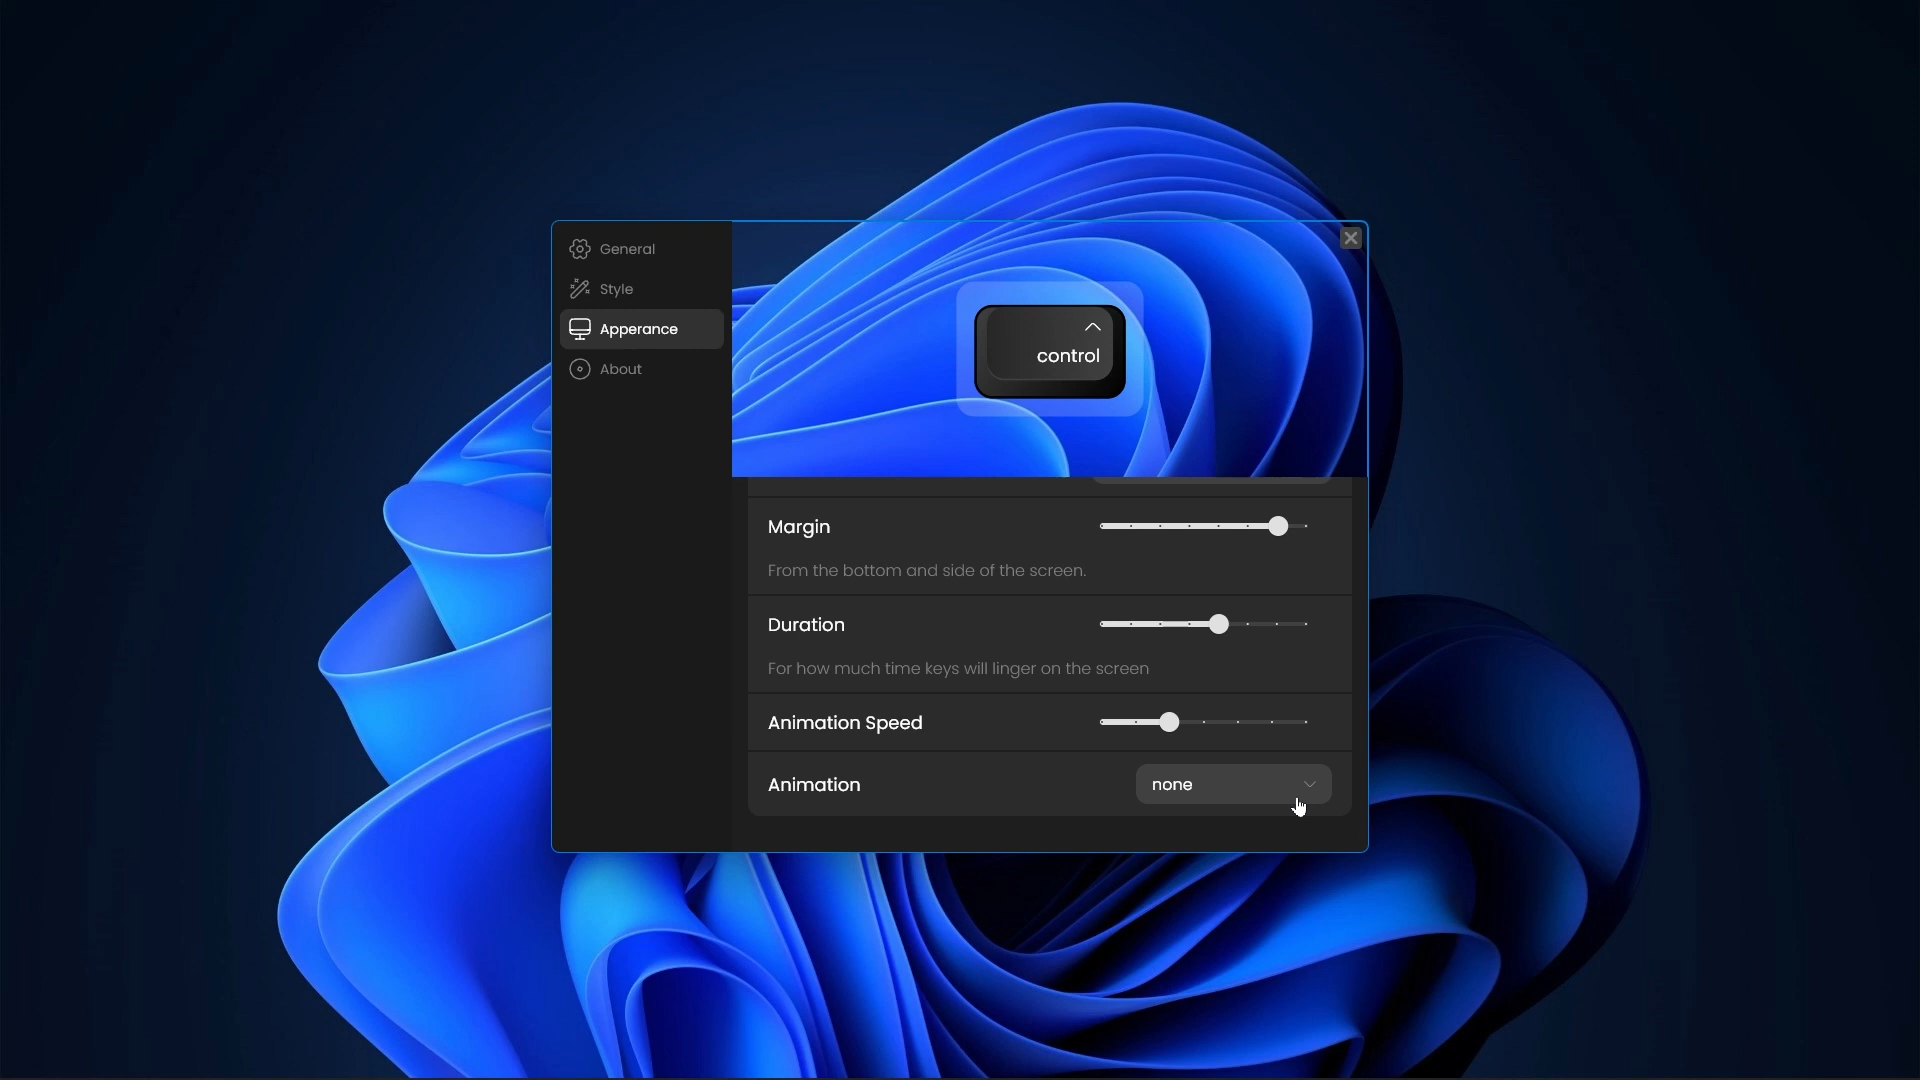 General
Style
Apperance
About
control
Margin
From the bottom and side of the screen.
Duration
For how much time keys will linger on the screen
Animation Speed
Animation
none